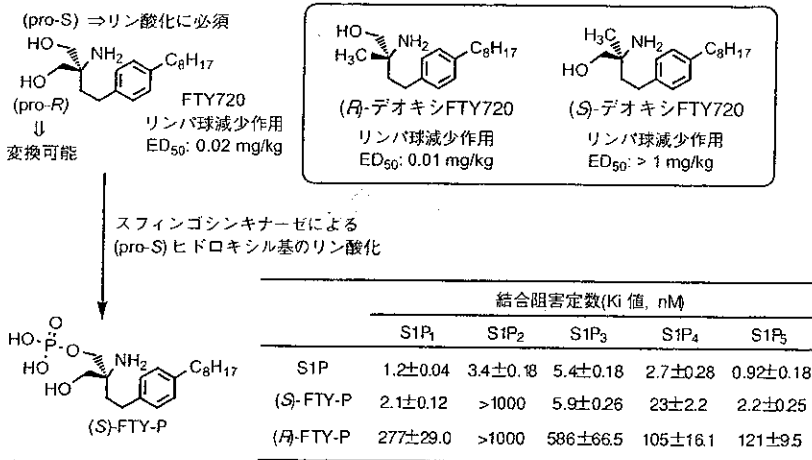 (pro-S) ⇒リン酸化に必須
HO NH2 C8H17
HO
(pro-R)
⇓
変換可能
FTY720
リンパ球減少作用
ED50: 0.02 mg/kg
HO NH2 C8H17
H3C
(R)-デオキシFTY720
リンパ球減少作用
ED50: 0.01 mg/kg
H3C NH2 C8H17
HO
(S)-デオキシFTY720
リンパ球減少作用
ED50: > 1 mg/kg
スフィンゴシンキナーゼによる
(pro-S) ヒドロキシル基のリン酸化
O
HO P O NH2 C8H17
HO
HO
(S)-FTY-P
結合阻害定数(Ki 値, nM)
S1P1 S1P2 S1P3 S1P4 S1P5
S1P 1.2±0.04 3.4±0.18 5.4±0.18 2.7±0.28 0.92±0.18
(S)-FTY-P 2.1±0.12 >1000 5.9±0.26 23±2.2 2.2±0.25
(R)-FTY-P 277±29.0 >1000 586±66.5 105±16.1 121±9.5